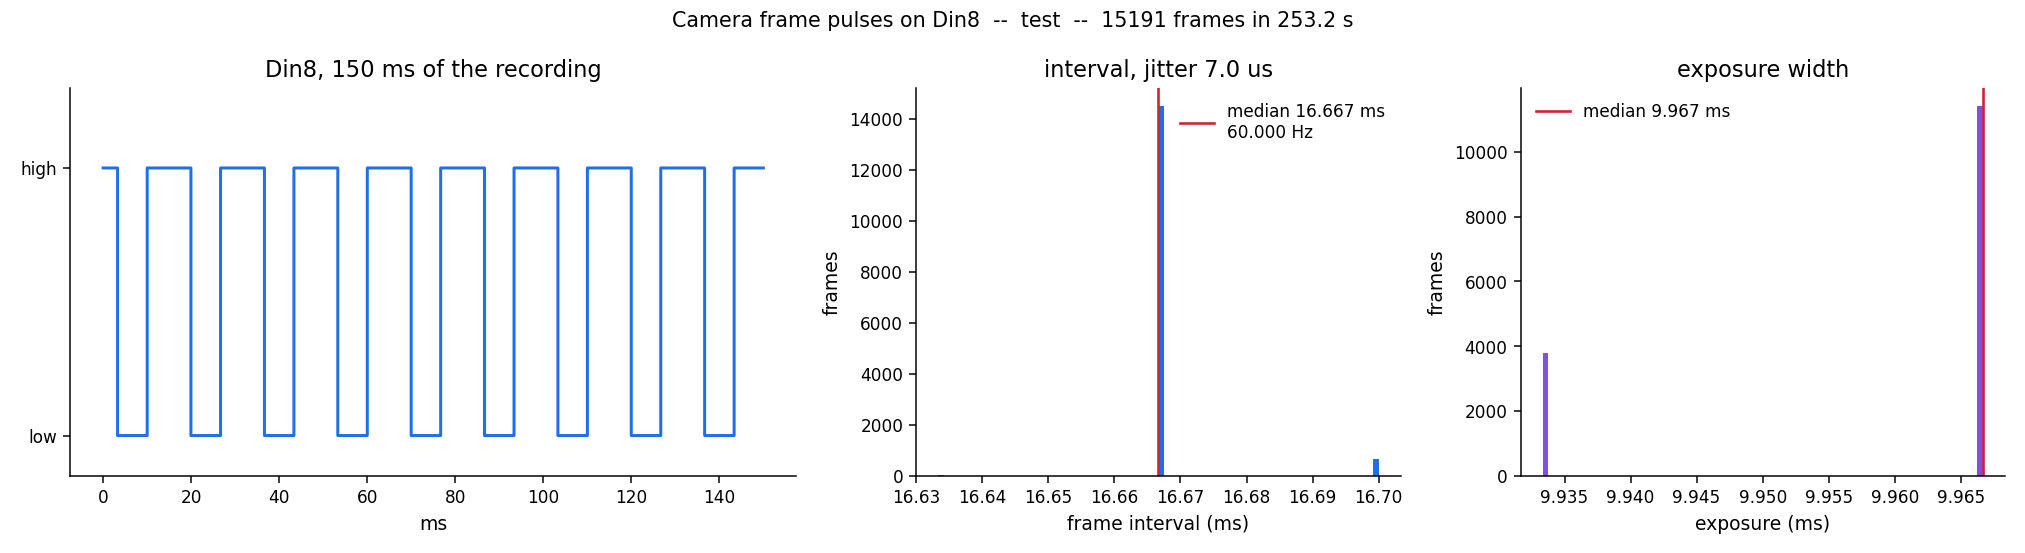 Camera frame pulses on Din8 -- test -- 15191 frames in 253.2 s
Din8, 150 ms of the recording
high
low
0 20 40 60 80 100 120 140
ms
interval, jitter 7.0 us
median 16.667 ms
60.000 Hz
14000
12000
10000
8000
6000
4000
2000
0
frames
16.63 16.64 16.65 16.66 16.67 16.68 16.69 16.70
frame interval (ms)
exposure width
median 9.967 ms
10000
8000
6000
4000
2000
0
frames
9.935 9.940 9.945 9.950 9.955 9.960 9.965
exposure (ms)